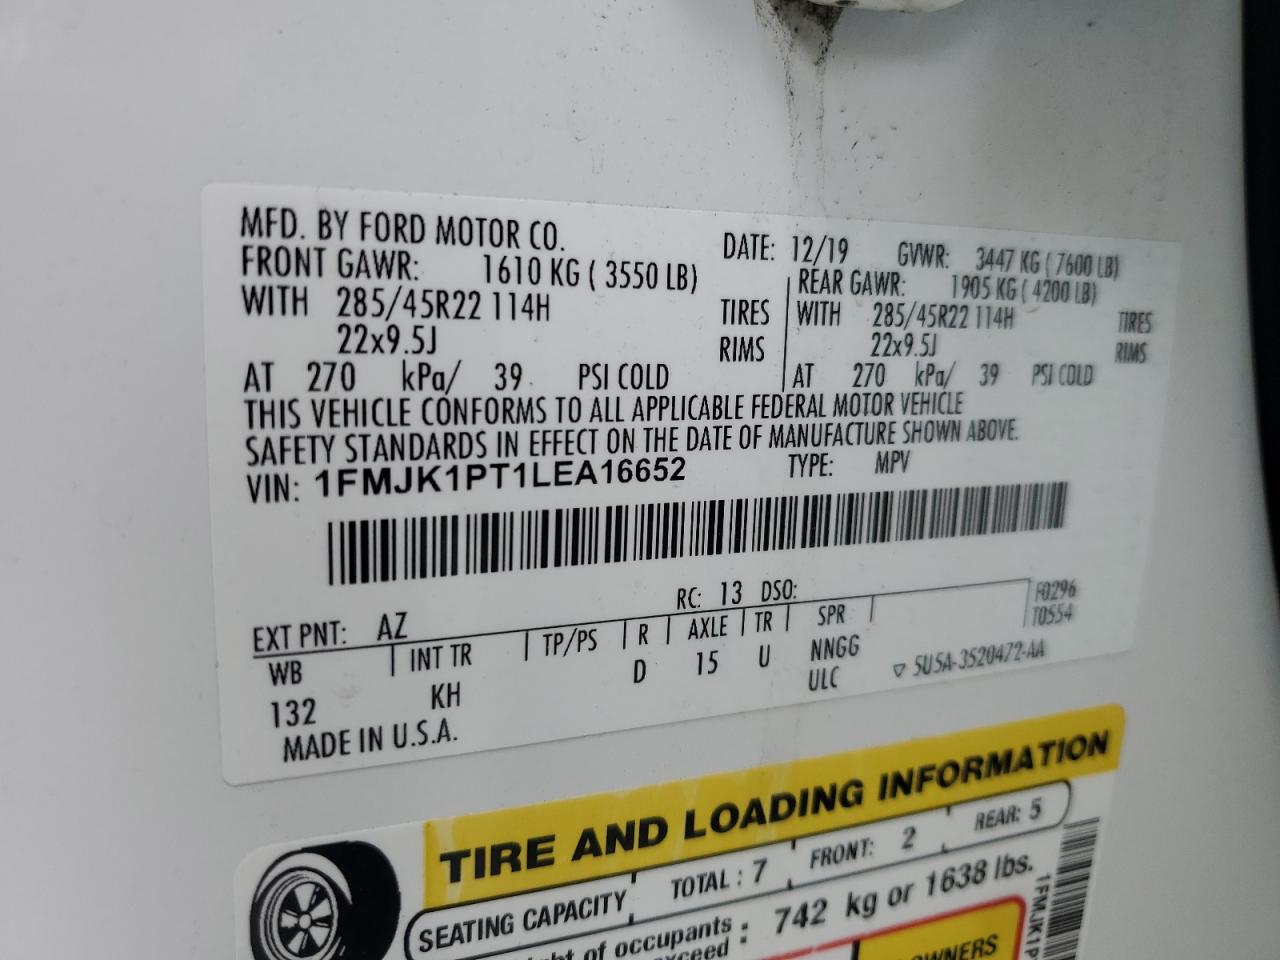 MFD. BY FORD MOTOR CO. DATE: 12/19 GVWR: 3447 KG ( 7600 LB)
FRONT GAWR: 1610 KG ( 3550 LB) REAR GAWR: 1905 KG ( 4200 LB)
WITH 285/45R22 114H TIRES WITH 285/45R22 114H TIRES
22x9.5J RIMS 22x9.5J RIMS
AT 270 kPa/ 39 PSI COLD AT 270 kPa/ 39 PSI COLD
THIS VEHICLE CONFORMS TO ALL APPLICABLE FEDERAL MOTOR VEHICLE
SAFETY STANDARDS IN EFFECT ON THE DATE OF MANUFACTURE SHOWN ABOVE.
VIN: 1FMJK1PT1LEA16652 TYPE: MPV
EXT PNT: AZ RC: 13 DSO: F0296
T0554
WB INT TR TP/PS R AXLE TR SPR
132 KH D 15 U NNGG
ULC ▽ 5U5A-3520472-AA
MADE IN U.S.A.
TIRE AND LOADING INFORMATION
SEATING CAPACITY TOTAL : 7 FRONT: 2 REAR: 5
of occupants : 742 kg or 1638 lbs.
OWNERS
1FMJK1P